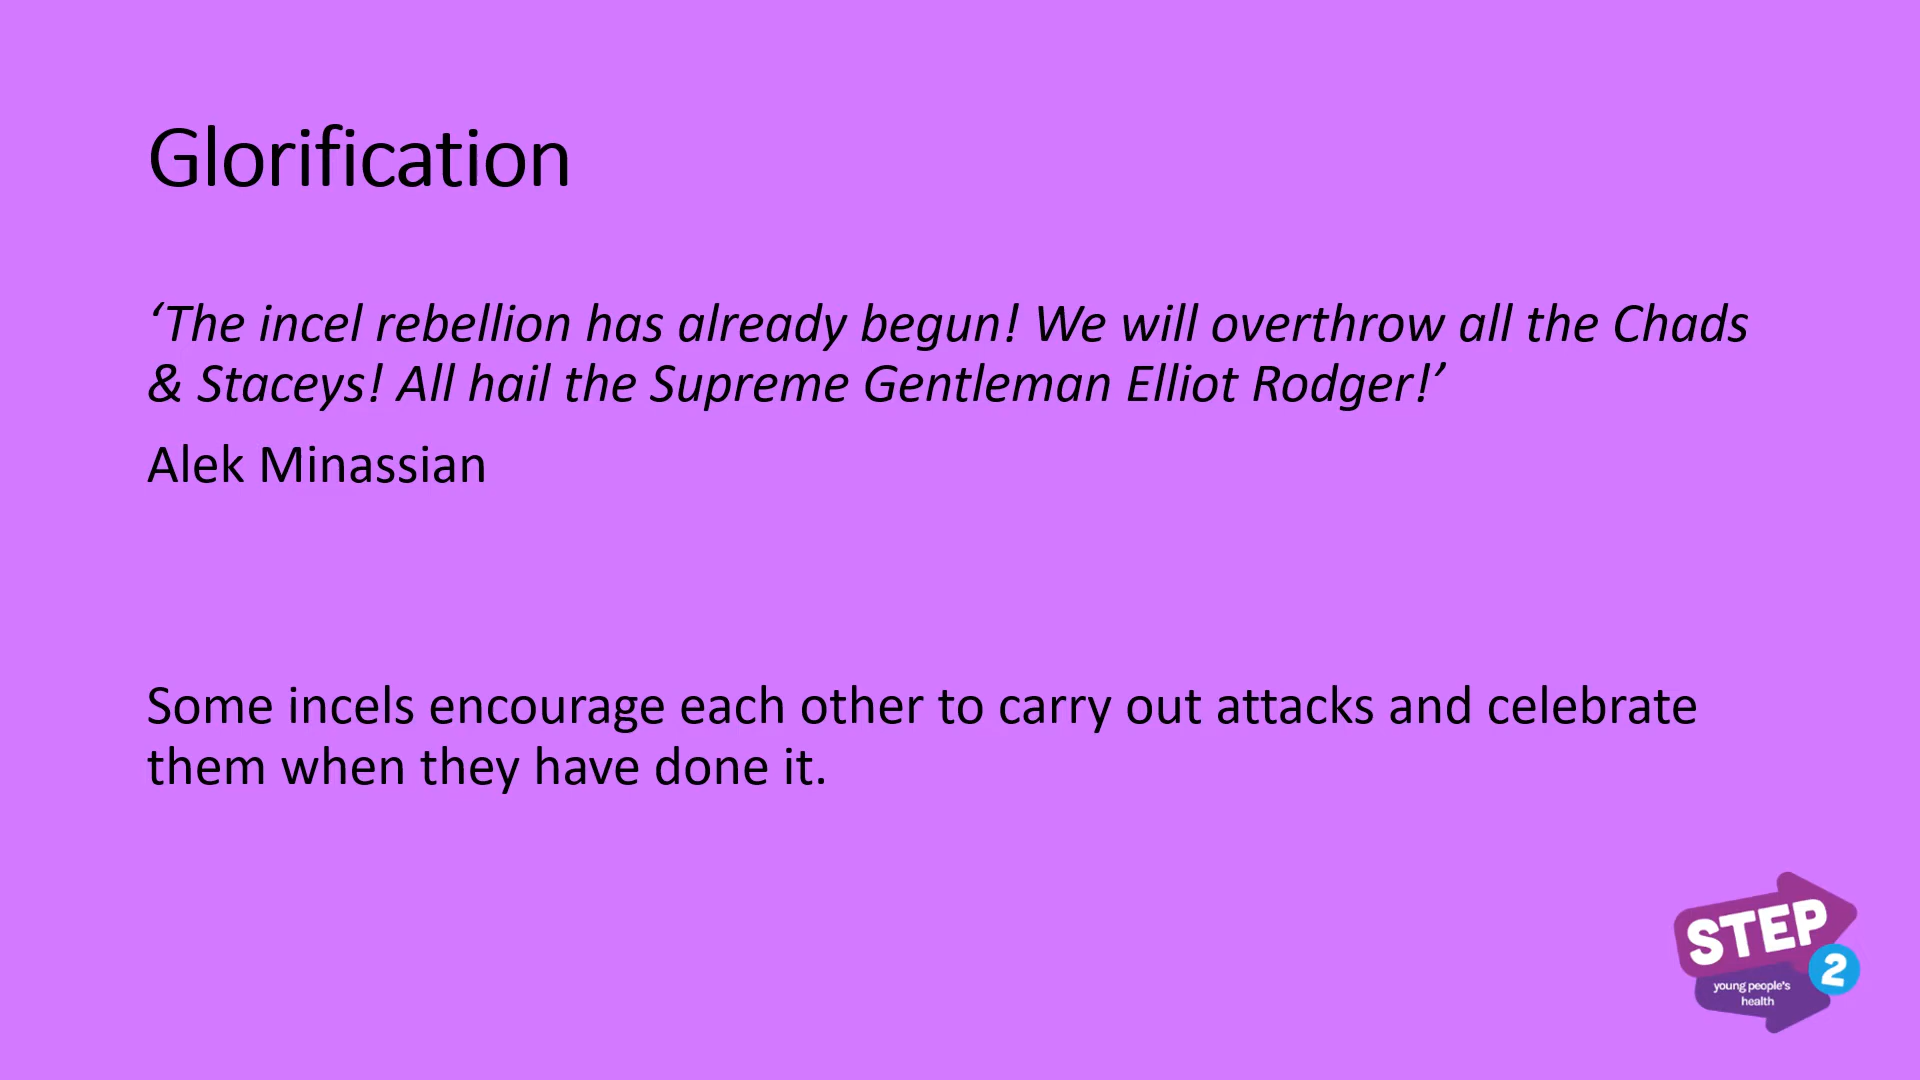 Glorification
‘The incel rebellion has already begun! We will overthrow all the Chads
& Staceys! All hail the Supreme Gentleman Elliot Rodger!’
Alek Minassian
Some incels encourage each other to carry out attacks and celebrate
them when they have done it.
STEP
2
young people's
health